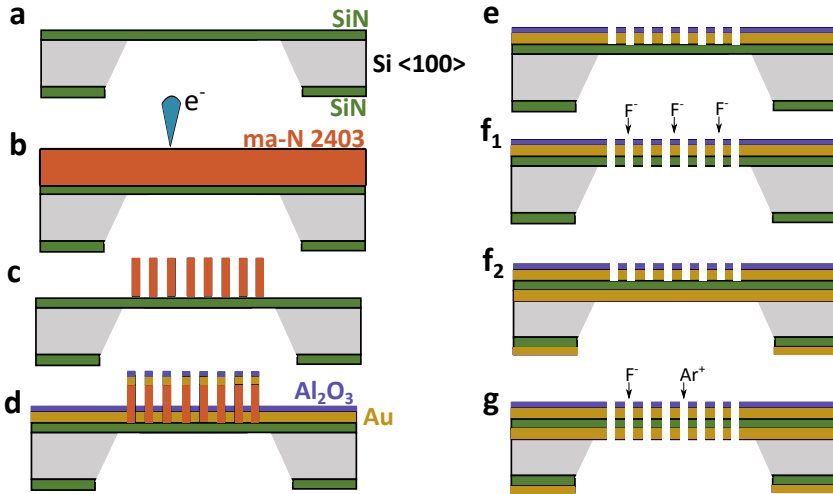 a
SiN
Si <100>
SiN
e⁻
b
ma-N 2403
c
d
Al₂O₃
Au
e
F⁻ F⁻ F⁻
f₁
f₂
F⁻ Ar⁺
g